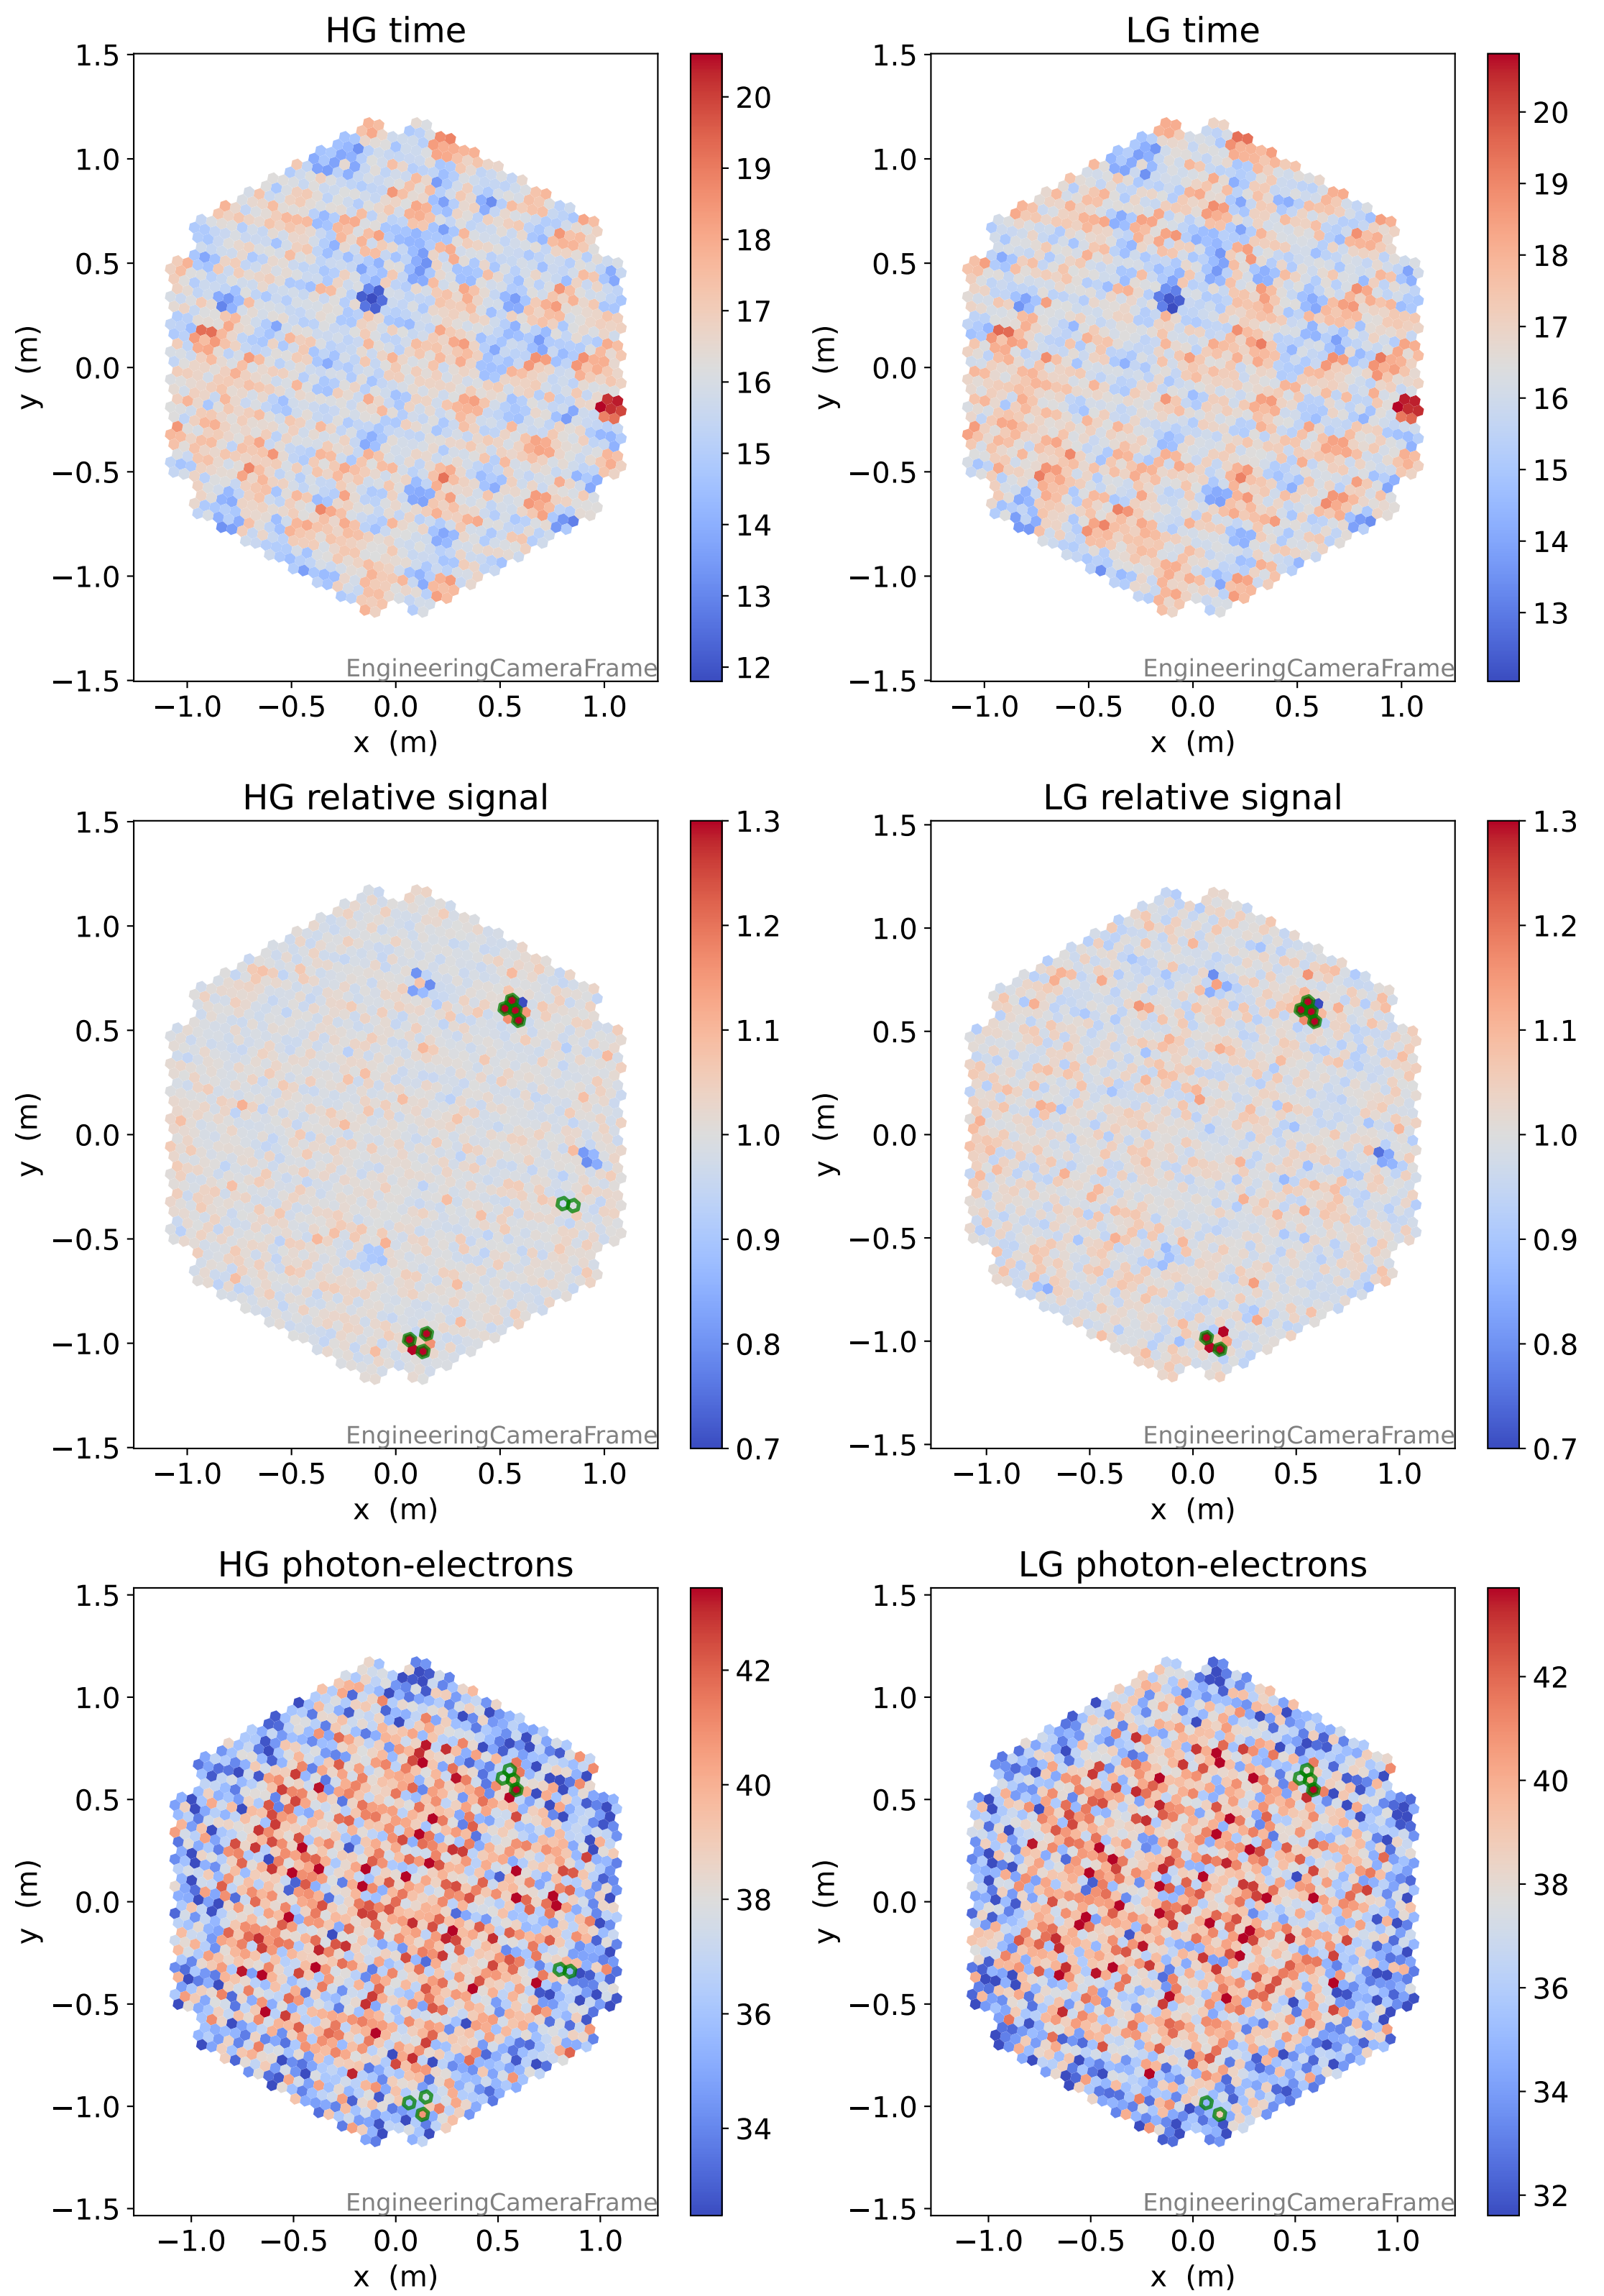 HG time
1.5
1.0
0.5
0.0
−0.5
−1.0
−1.5
y (m)
−1.0 −0.5 0.0 0.5 1.0
x (m)
EngineeringCameraFrame
20
19
18
17
16
15
14
13
12
LG time
1.5
1.0
0.5
0.0
−0.5
−1.0
−1.5
y (m)
−1.0 −0.5 0.0 0.5 1.0
x (m)
EngineeringCameraFrame
20
19
18
17
16
15
14
13
HG relative signal
1.5
1.0
0.5
0.0
−0.5
−1.0
−1.5
y (m)
−1.0 −0.5 0.0 0.5 1.0
x (m)
EngineeringCameraFrame
1.3
1.2
1.1
1.0
0.9
0.8
0.7
LG relative signal
1.5
1.0
0.5
0.0
−0.5
−1.0
−1.5
y (m)
−1.0 −0.5 0.0 0.5 1.0
x (m)
EngineeringCameraFrame
1.3
1.2
1.1
1.0
0.9
0.8
0.7
HG photon-electrons
1.5
1.0
0.5
0.0
−0.5
−1.0
−1.5
y (m)
−1.0 −0.5 0.0 0.5 1.0
x (m)
EngineeringCameraFrame
42
40
38
36
34
LG photon-electrons
1.5
1.0
0.5
0.0
−0.5
−1.0
−1.5
y (m)
−1.0 −0.5 0.0 0.5 1.0
x (m)
EngineeringCameraFrame
42
40
38
36
34
32